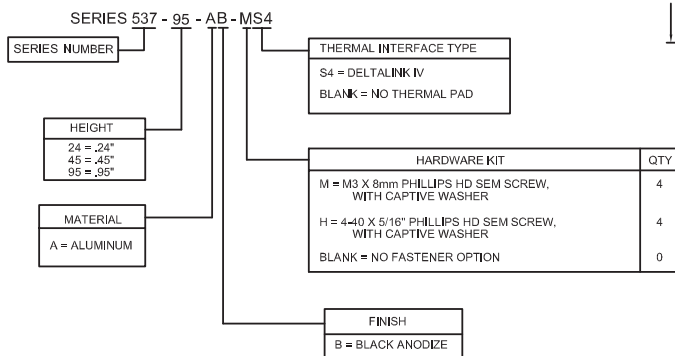 SERIES 537 - 95 - AB - MS4
SERIES NUMBER
THERMAL INTERFACE TYPE
S4 = DELTALINK IV
BLANK = NO THERMAL PAD
HEIGHT
24 = .24"
45 = .45"
95 = .95"
HARDWARE KIT QTY
M = M3 X 8mm PHILLIPS HD SEM SCREW, 4
WITH CAPTIVE WASHER
H = 4-40 X 5/16" PHILLIPS HD SEM SCREW, 4
WITH CAPTIVE WASHER
BLANK = NO FASTENER OPTION 0
MATERIAL
A = ALUMINUM
FINISH
B = BLACK ANODIZE